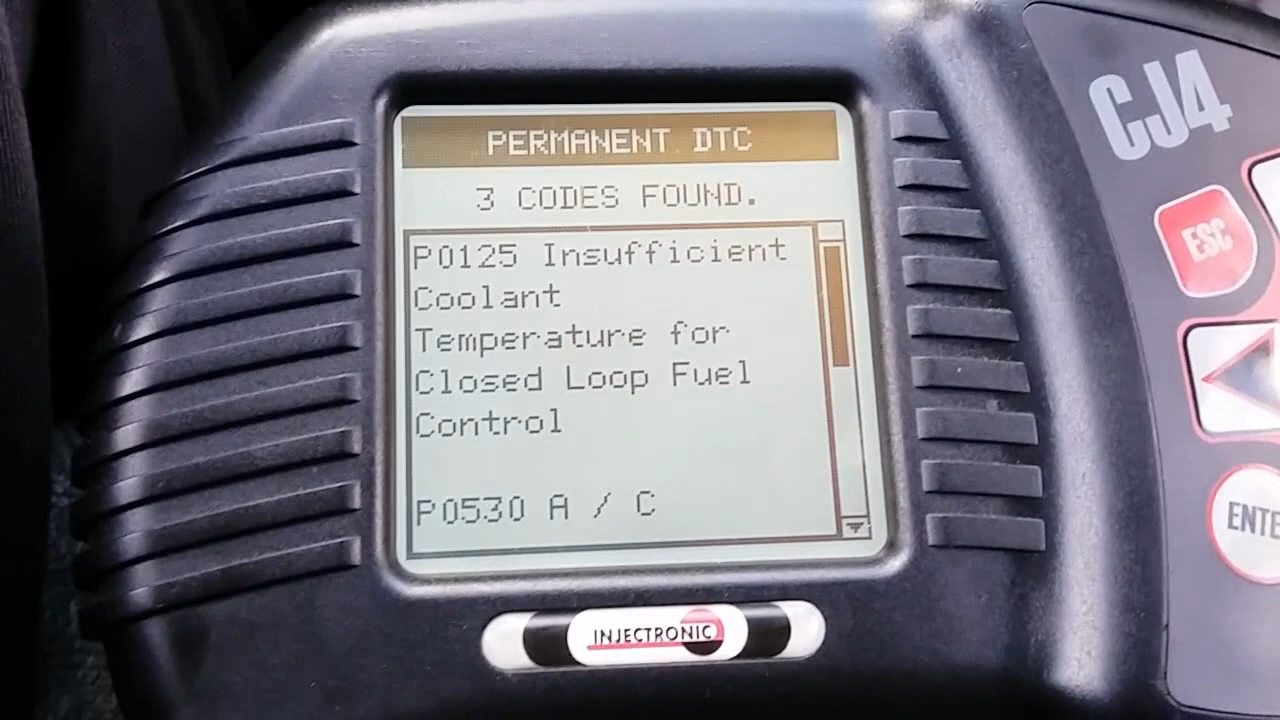 PERMANENT DTC
3 CODES FOUND.
P0125 Insufficient
Coolant
Temperature for
Closed Loop Fuel
Control
P0530 A / C
INJECTRONIC
CJ4
ESC
ENTE